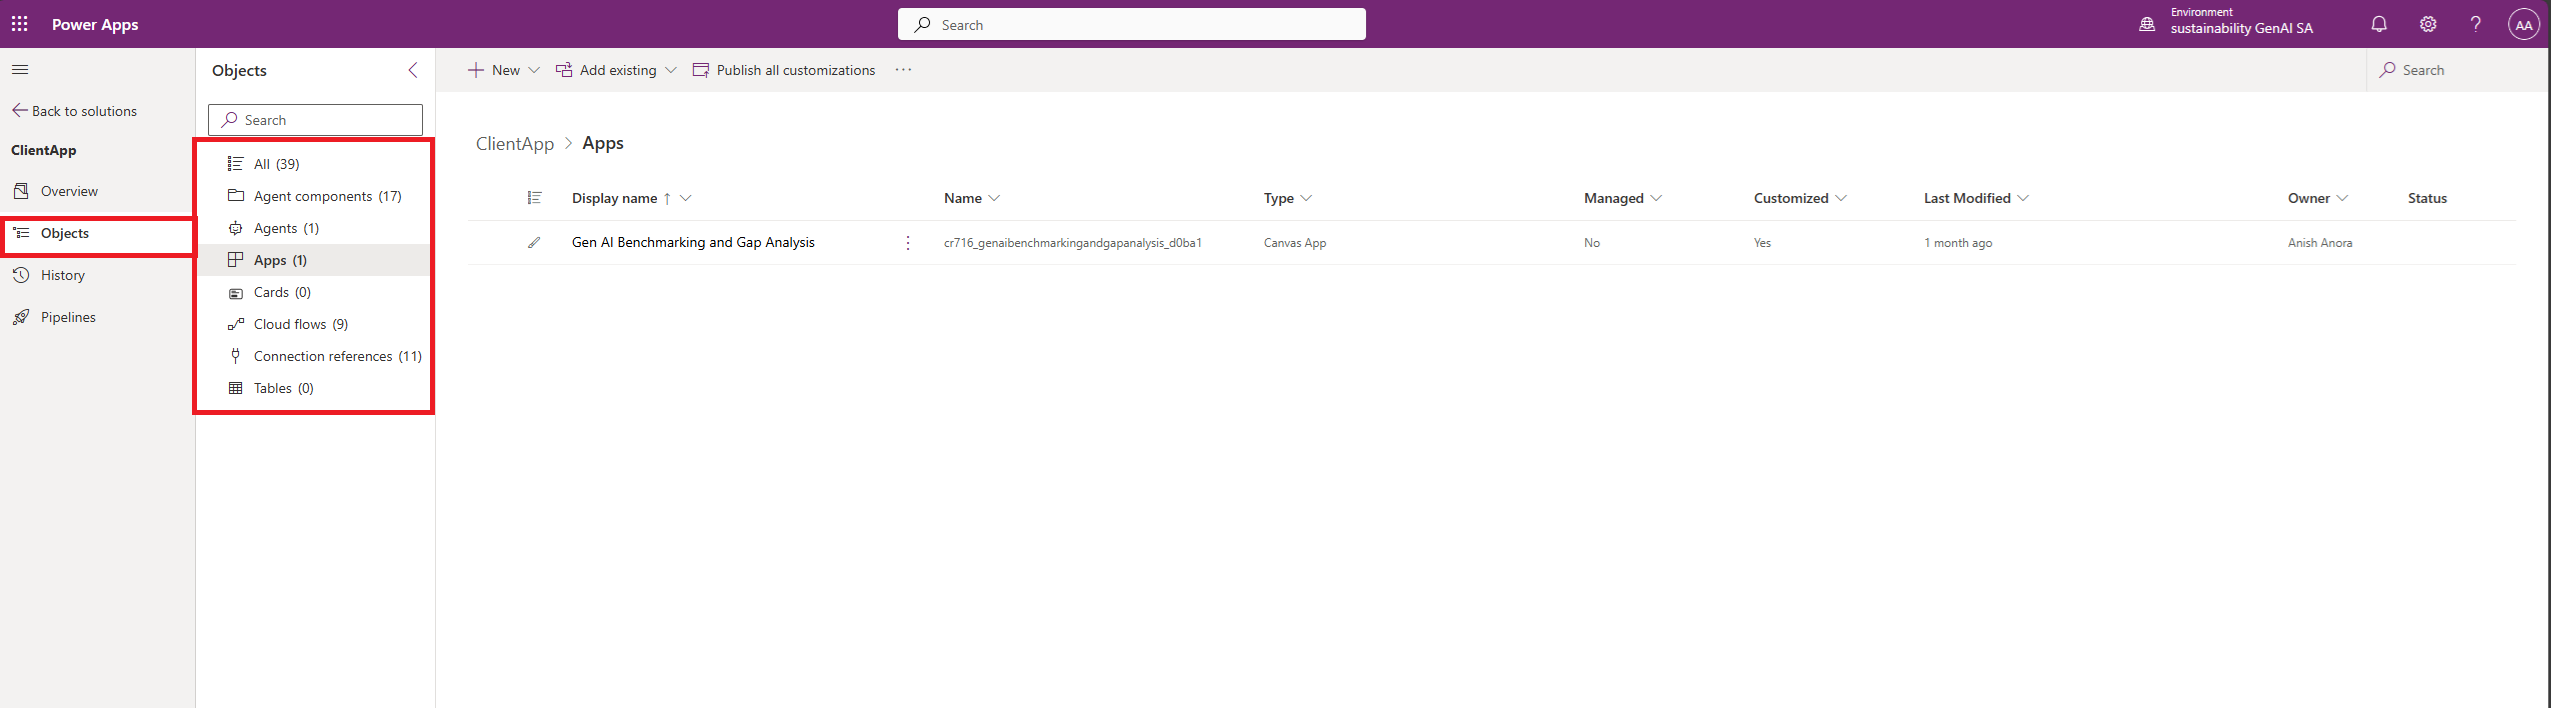 Power Apps
Search
Environment
sustainability GenAI SA
?
AA
Back to solutions
ClientApp
Overview
Objects
History
Pipelines
Objects
Search
All (39)
Agent components (17)
Agents (1)
Apps (1)
Cards (0)
Cloud flows (9)
Connection references (11)
Tables (0)
New
Add existing
Publish all customizations
...
Search
ClientApp > Apps
Display name ↑ Name Type Managed Customized Last Modified Owner Status
Gen AI Benchmarking and Gap Analysis cr716_genaibenchmarkingandgapanalysis_d0ba1 Canvas App No Yes 1 month ago Anish Anora